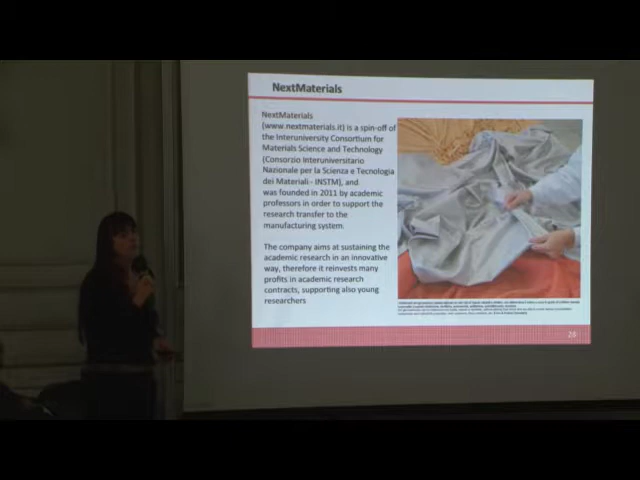 NextMaterials
NextMaterials
(www.nextmaterials.it) is a spin-off of
the Interuniversity Consortium for
Materials Science and Technology
(Consorzio Interuniversitario
Nazionale per la Scienza e Tecnologia
dei Materiali - INSTM), and
was founded in 2011 by academic
professors in order to support the
research transfer to the
manufacturing system.
The company aims at sustaining the
academic research in an innovative
way, therefore it reinvests many
profits in academic research
contracts, supporting also young
researchers
26